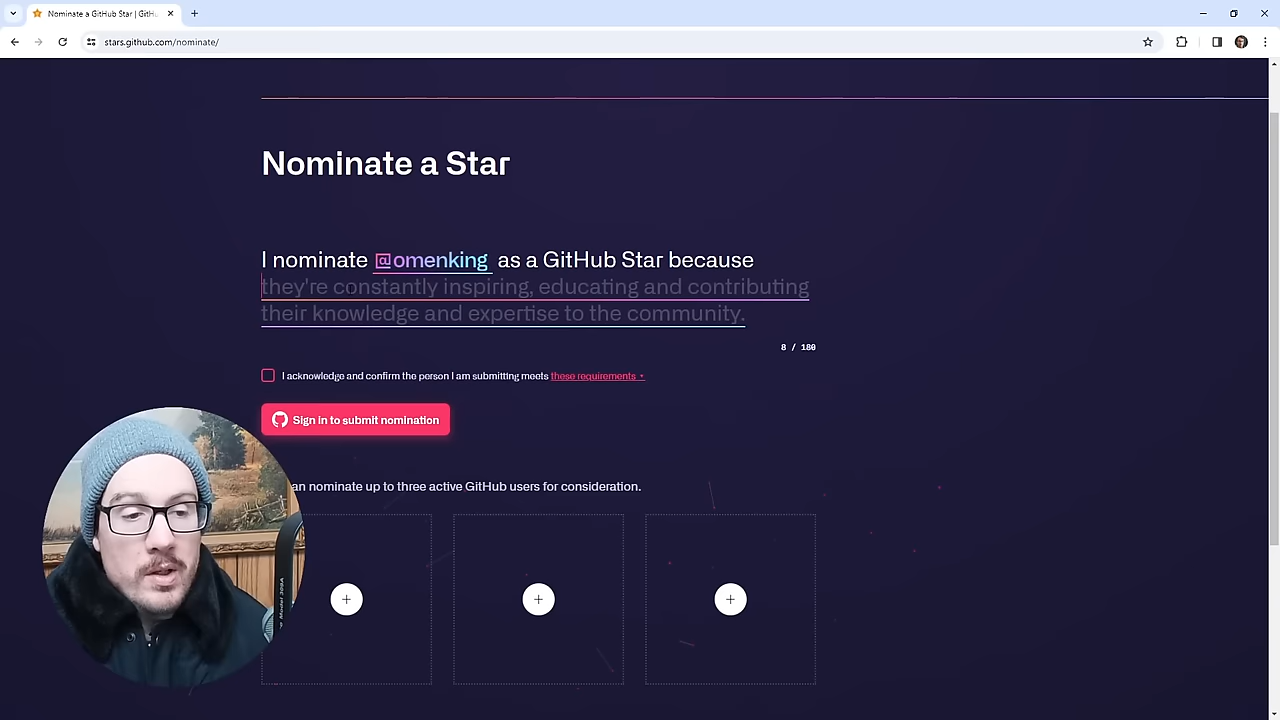 Nominate a GitHub Star | GitH
stars.github.com/nominate/
Nominate a Star
I nominate @omenking as a GitHub Star because
they're constantly inspiring, educating and contributing
their knowledge and expertise to the community.
8 / 180
I acknowledge and confirm the person I am submitting meets these requirements +
Sign in to submit nomination
an nominate up to three active GitHub users for consideration.